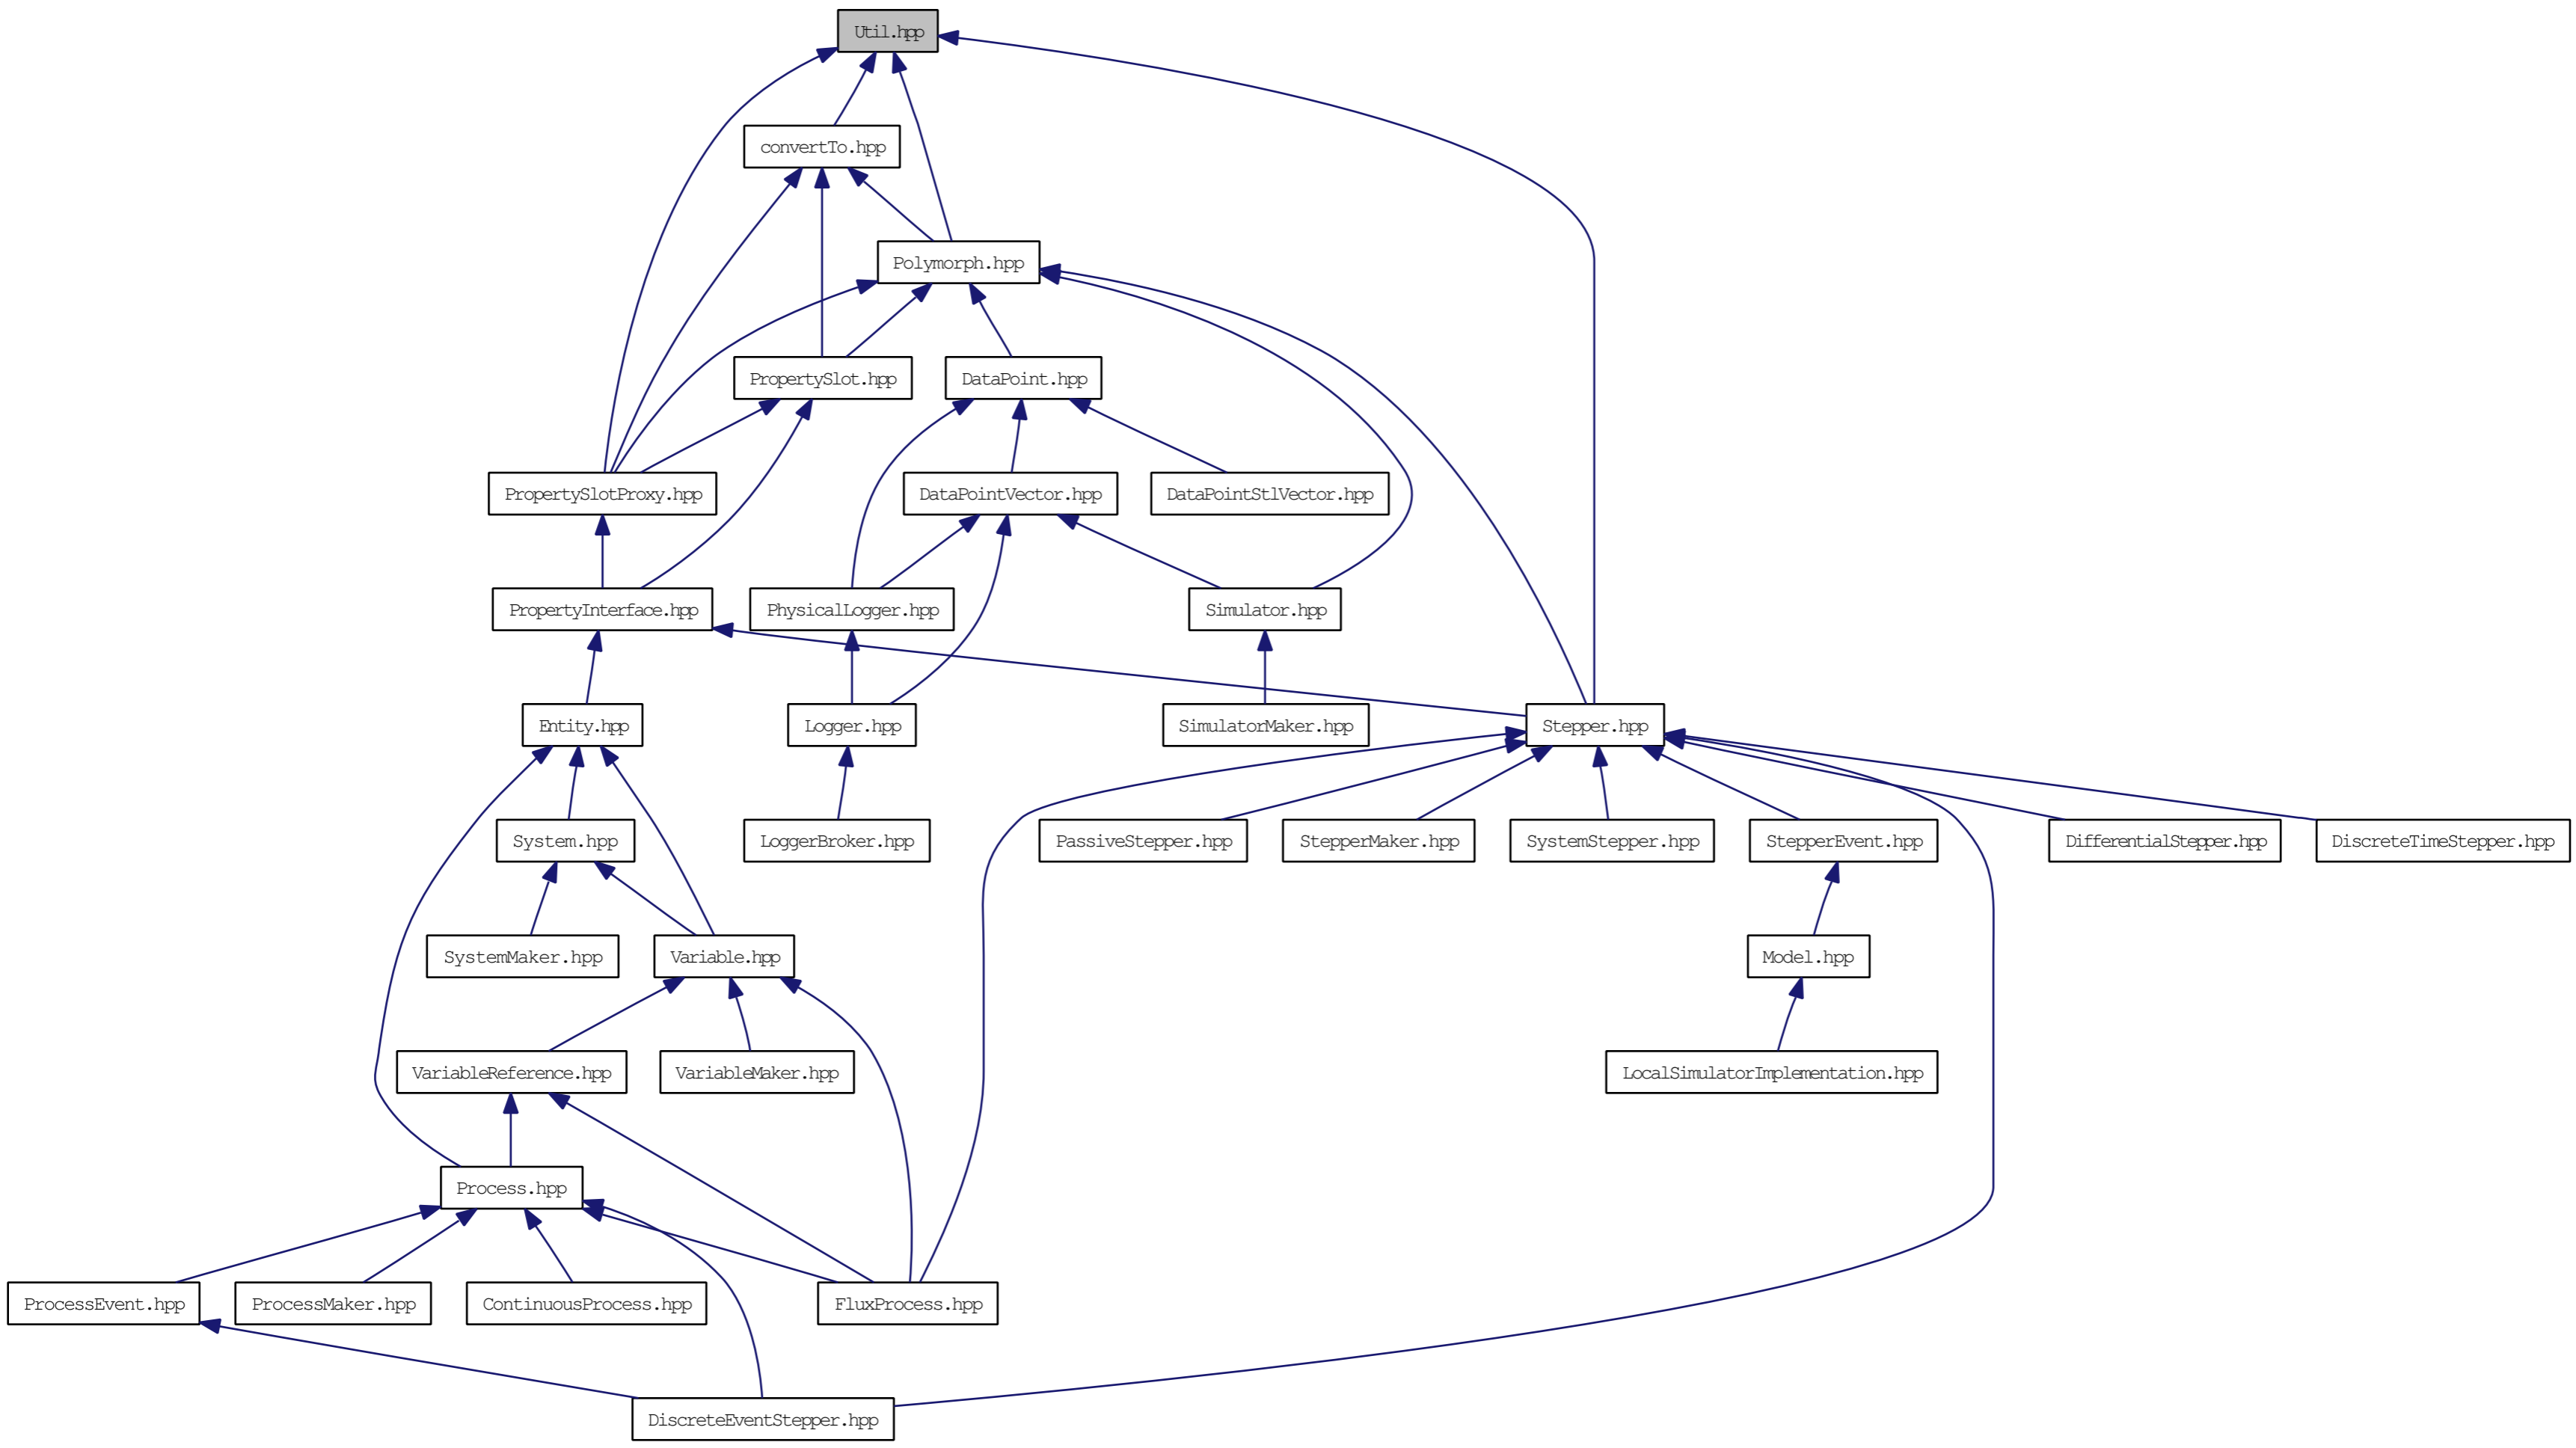 Util.hpp
convertTo.hpp
Polymorph.hpp
PropertySlot.hpp
DataPoint.hpp
PropertySlotProxy.hpp
DataPointVector.hpp
DataPointStlVector.hpp
PropertyInterface.hpp
PhysicalLogger.hpp
Simulator.hpp
Entity.hpp
Logger.hpp
SimulatorMaker.hpp
Stepper.hpp
System.hpp
LoggerBroker.hpp
PassiveStepper.hpp
StepperMaker.hpp
SystemStepper.hpp
StepperEvent.hpp
DifferentialStepper.hpp
DiscreteTimeStepper.hpp
SystemMaker.hpp
Variable.hpp
Model.hpp
VariableReference.hpp
VariableMaker.hpp
LocalSimulatorImplementation.hpp
Process.hpp
ProcessEvent.hpp
ProcessMaker.hpp
ContinuousProcess.hpp
FluxProcess.hpp
DiscreteEventStepper.hpp